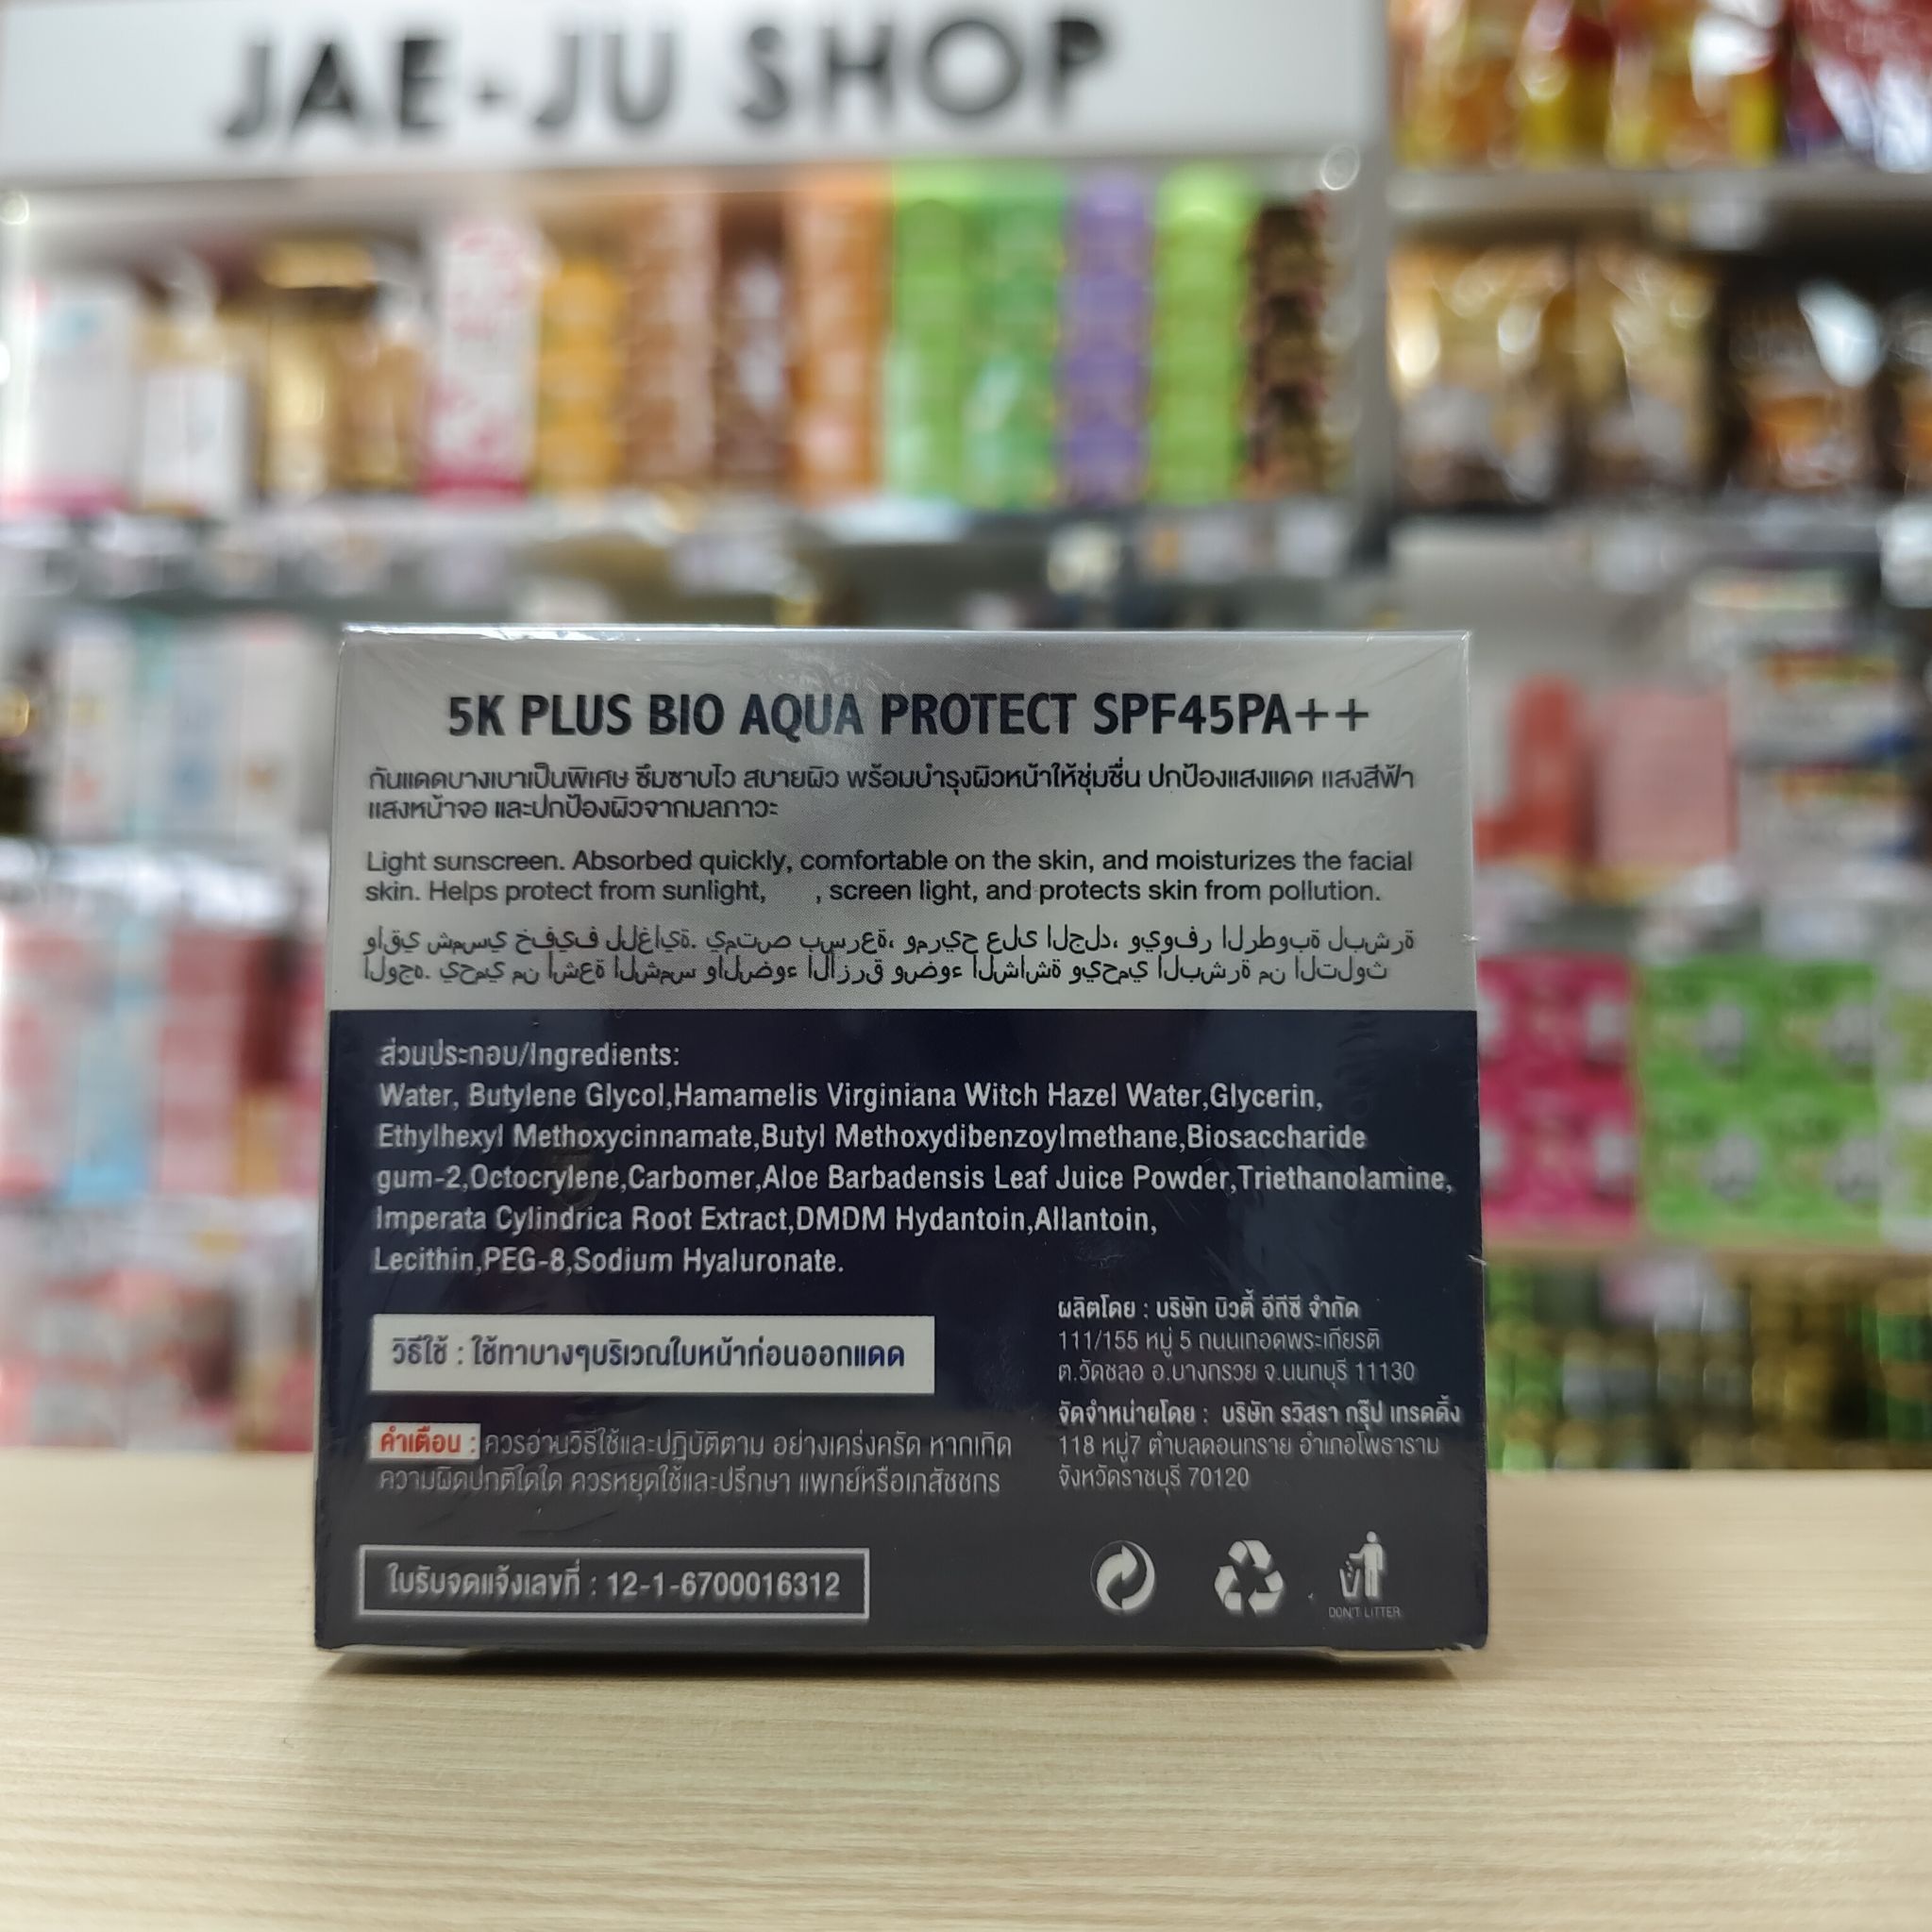 JAE-JU SHOP
5K PLUS BIO AQUA PROTECT SPF45PA++
กันแดดบางเบาเป็นพิเศษ ซึมซาบไว สบายผิว พร้อมบำรุงผิวหน้าให้ชุ่มชื่น ปกป้องแสงแดด แสงสีฟ้า
แสงหน้าจอ และปกป้องผิวจากมลภาวะ
Light sunscreen. Absorbed quickly, comfortable on the skin, and moisturizes the facial
skin. Helps protect from sunlight, , screen light, and protects skin from pollution.
واقي شمسي خفيف للغاية. يمتص بسرعة، ومريح على الجلد، ويوفر الرطوبة لبشرة
الوجه. يحمي من أشعة الشمس والضوء الأزرق وضوء الشاشة ويحمي البشرة من التلوث
ส่วนประกอบ/Ingredients:
Water, Butylene Glycol,Hamamelis Virginiana Witch Hazel Water,Glycerin,
Ethylhexyl Methoxycinnamate,Butyl Methoxydibenzoylmethane,Biosaccharide
gum-2,Octocrylene,Carbomer,Aloe Barbadensis Leaf Juice Powder,Triethanolamine,
Imperata Cylindrica Root Extract,DMDM Hydantoin,Allantoin,
Lecithin,PEG-8,Sodium Hyaluronate.
วิธีใช้ : ใช้ทาบางๆบริเวณใบหน้าก่อนออกแดด
คำเตือน : ควรอ่านวิธีใช้และปฏิบัติตาม อย่างเคร่งครัด หากเกิด
ความผิดปกติใดใด ควรหยุดใช้และปรึกษา แพทย์หรือเภสัชชกร
ใบรับจดแจ้งเลขที่ : 12-1-6700016312
ผลิตโดย : บริษัท บิวตี้ อีทีซี จำกัด
111/155 หมู่ 5 ถนนเทอดพระเกียรติ
ต.วัดชลอ อ.บางกรวย จ.นนทบุรี 11130
จัดจำหน่ายโดย : บริษัท รวิสรา กรุ๊ป เทรดดิ้ง
118 หมู่7 ตำบลดอนทราย อำเภอโพธาราม
จังหวัดราชบุรี 70120
DON'T LITTER